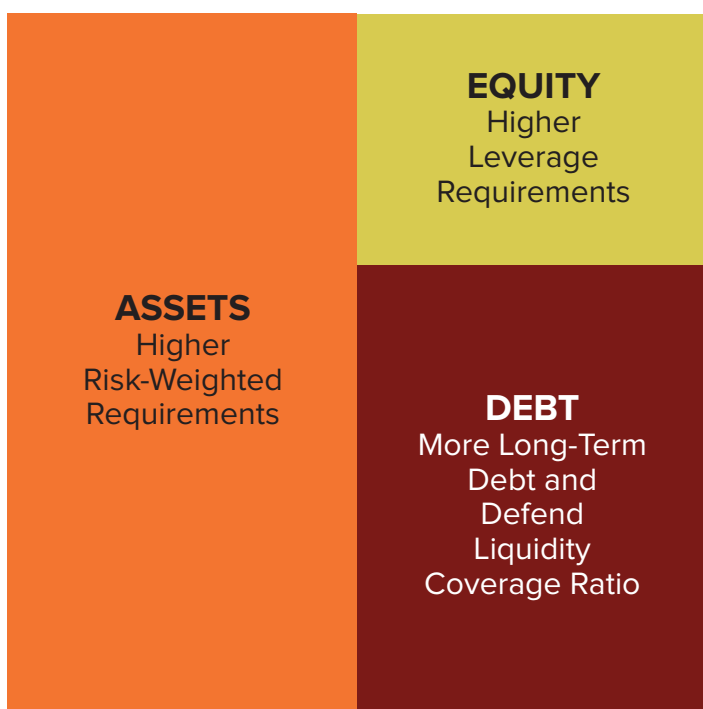 ASSETS
Higher
Risk-Weighted
Requirements
EQUITY
Higher
Leverage
Requirements
DEBT
More Long-Term
Debt and
Defend
Liquidity
Coverage Ratio